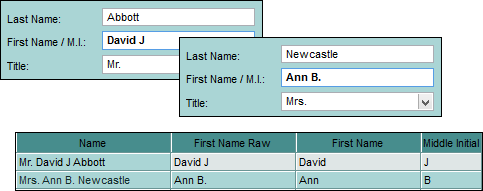 Last Name: Abbott
First Name / M.I.: David J
Title: Mr.
Last Name: Newcastle
First Name / M.I.: Ann B.
Title: Mrs.
Name First Name Raw First Name Middle Initial
Mr. David J Abbott David J David J
Mrs. Ann B. Newcastle Ann B. Ann B